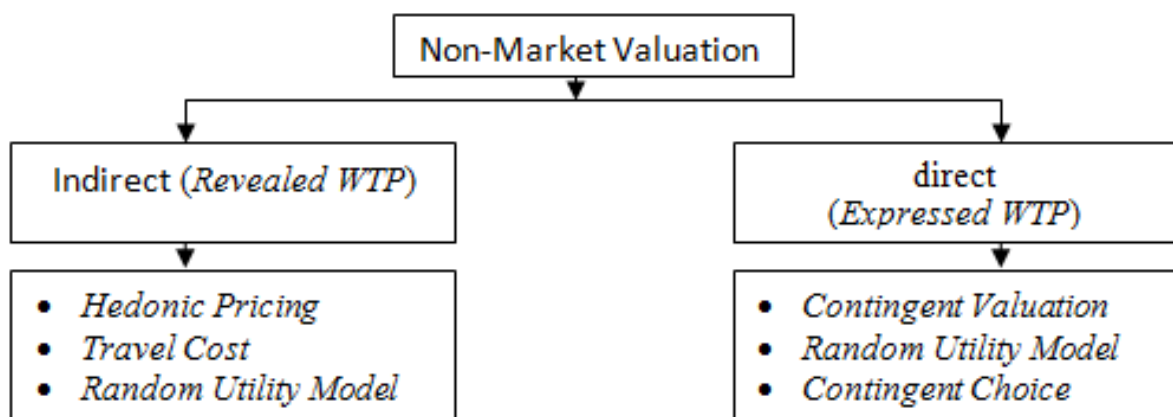 Non-Market Valuation
Indirect (Revealed WTP)
direct
(Expressed WTP)
• Hedonic Pricing
• Travel Cost
• Random Utility Model
• Contingent Valuation
• Random Utility Model
• Contingent Choice